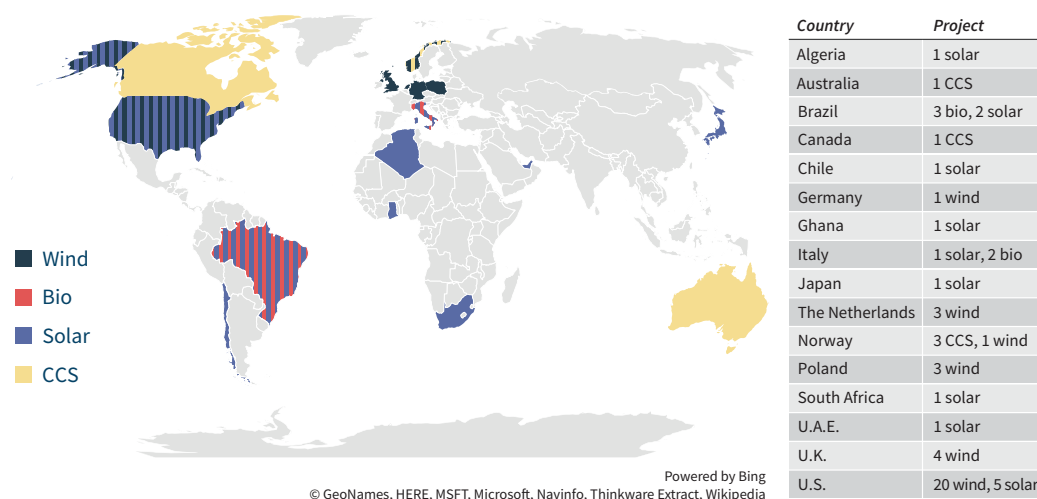 Wind
Bio
Solar
CCS
Powered by Bing
© GeoNames, HERE, MSFT, Microsoft, Navinfo, Thinkware Extract, Wikipedia
Country Project
Algeria 1 solar
Australia 1 CCS
Brazil 3 bio, 2 solar
Canada 1 CCS
Chile 1 solar
Germany 1 wind
Ghana 1 solar
Italy 1 solar, 2 bio
Japan 1 solar
The Netherlands 3 wind
Norway 3 CCS, 1 wind
Poland 3 wind
South Africa 1 solar
U.A.E. 1 solar
U.K. 4 wind
U.S. 20 wind, 5 solar